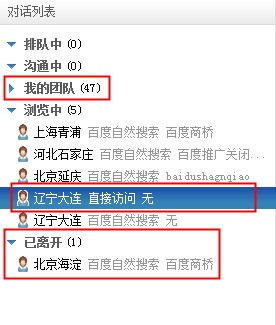 对话列表
排队中 (0)
沟通中 (0)
我的团队 (47)
浏览中 (5)
上海青浦 百度自然搜索 百度商桥
河北石家庄 百度自然搜索 百度推广关闭...
北京延庆 百度自然搜索 baidushagnqiao
辽宁大连 直接访问 无
辽宁大连 百度自然搜索 无
已离开 (1)
北京海淀 百度自然搜索 百度商桥